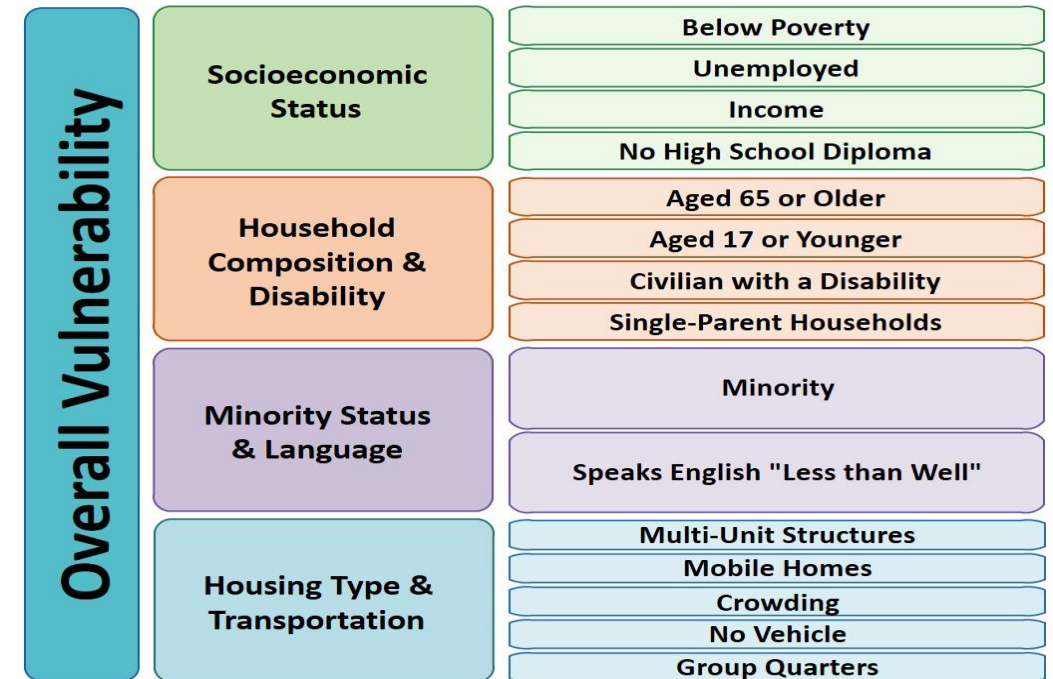 Overall Vulnerability
Socioeconomic
Status
Below Poverty
Unemployed
Income
No High School Diploma
Household
Composition &
Disability
Aged 65 or Older
Aged 17 or Younger
Civilian with a Disability
Single-Parent Households
Minority Status
& Language
Minority
Speaks English "Less than Well"
Housing Type &
Transportation
Multi-Unit Structures
Mobile Homes
Crowding
No Vehicle
Group Quarters